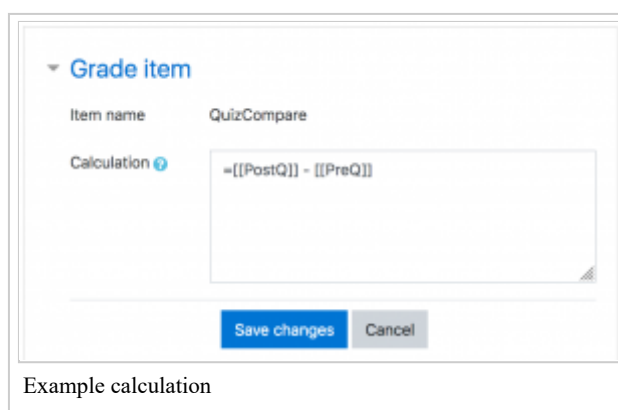 Grade item
Item name QuizCompare
Calculation
=[[PostQ]] - [[PreQ]]
Save changes Cancel
Example calculation